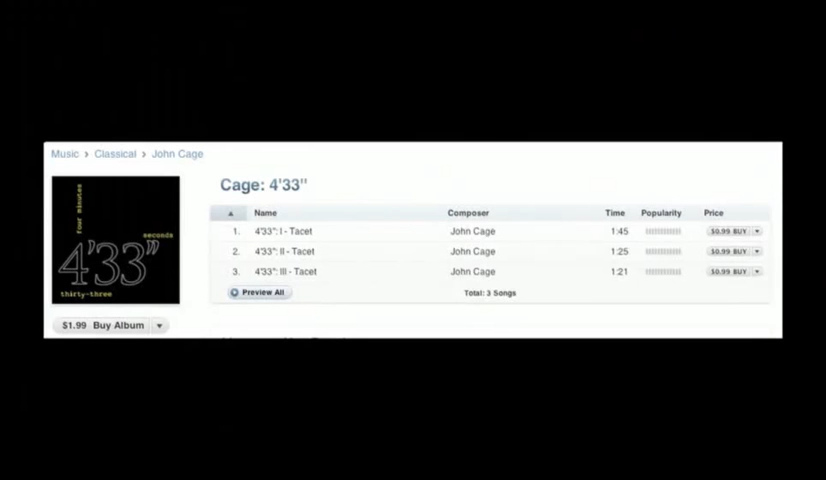 Music > Classical > John Cage
four minutes
seconds
4'33"
thirty-three
$1.99 Buy Album
Cage: 4'33"
Name Composer Time Popularity Price
1. 4'33": I - Tacet John Cage 1:45 $0.99 BUY
2. 4'33": II - Tacet John Cage 1:25 $0.99 BUY
3. 4'33": III - Tacet John Cage 1:21 $0.99 BUY
Preview All Total: 3 Songs